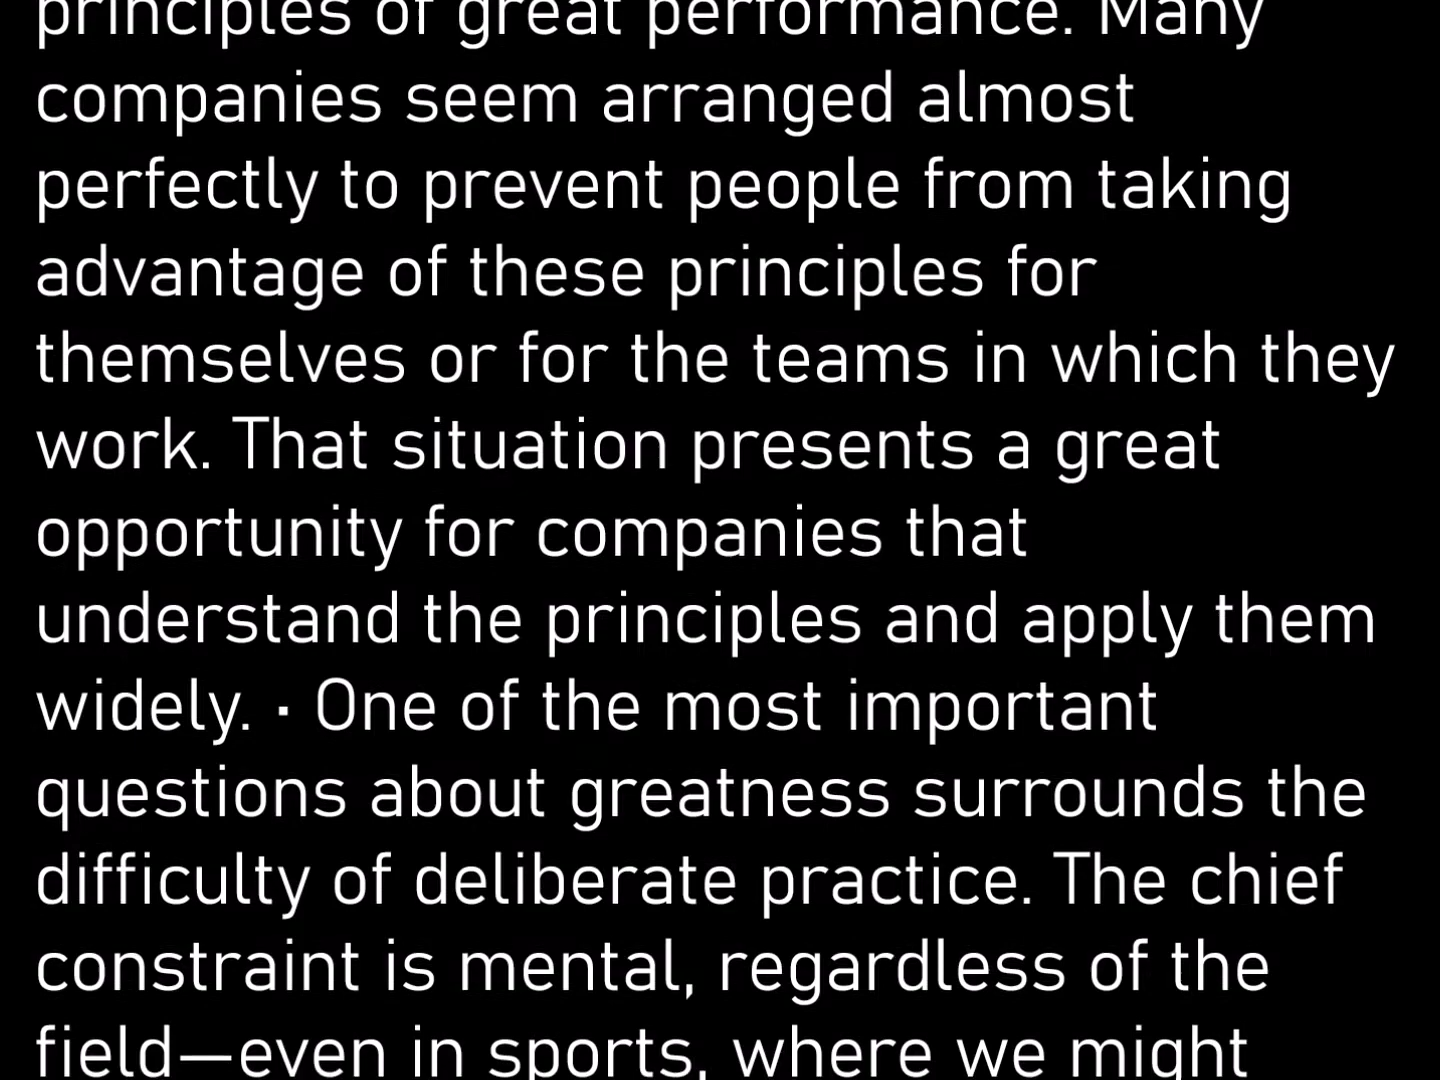 principles of great performance. Many
companies seem arranged almost
perfectly to prevent people from taking
advantage of these principles for
themselves or for the teams in which they
work. That situation presents a great
opportunity for companies that
understand the principles and apply them
widely. · One of the most important
questions about greatness surrounds the
difficulty of deliberate practice. The chief
constraint is mental, regardless of the
field—even in sports, where we might